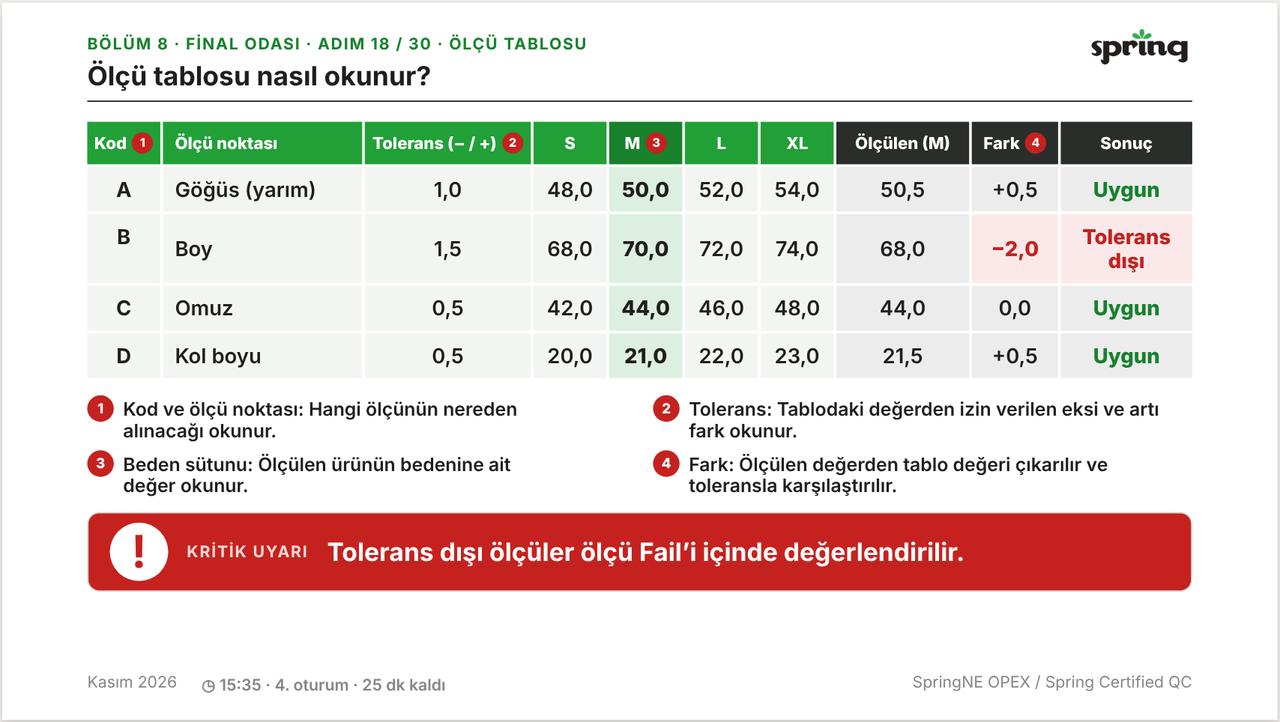 BÖLÜM 8 · FİNAL ODASI · ADIM 18 / 30 · ÖLÇÜ TABLOSU
spring
Ölçü tablosu nasıl okunur?
Kod 1 Ölçü noktası Tolerans (− / +) 2 S M 3 L XL Ölçülen (M) Fark 4 Sonuç
A Göğüs (yarım) 1,0 48,0 50,0 52,0 54,0 50,5 +0,5 Uygun
B Boy 1,5 68,0 70,0 72,0 74,0 68,0 −2,0 Tolerans
dışı
C Omuz 0,5 42,0 44,0 46,0 48,0 44,0 0,0 Uygun
D Kol boyu 0,5 20,0 21,0 22,0 23,0 21,5 +0,5 Uygun
1 Kod ve ölçü noktası: Hangi ölçünün nereden
alınacağı okunur.
2 Tolerans: Tablodaki değerden izin verilen eksi ve artı
fark okunur.
3 Beden sütunu: Ölçülen ürünün bedenine ait
değer okunur.
4 Fark: Ölçülen değerden tablo değeri çıkarılır ve
toleransla karşılaştırılır.
! KRİTİK UYARI Tolerans dışı ölçüler ölçü Fail’i içinde değerlendirilir.
Kasım 2026 15:35 · 4. oturum · 25 dk kaldı
SpringNE OPEX / Spring Certified QC